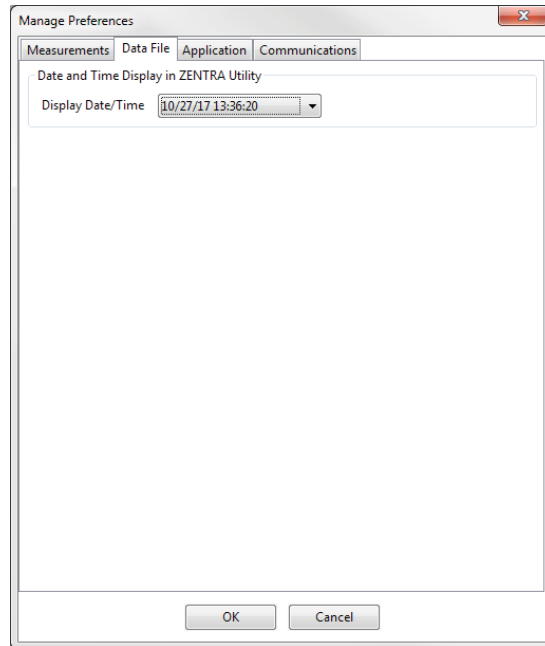 Manage Preferences
Measurements Data File Application Communications
Date and Time Display in ZENTRA Utility
Display Date/Time 10/27/17 13:36:20
OK Cancel